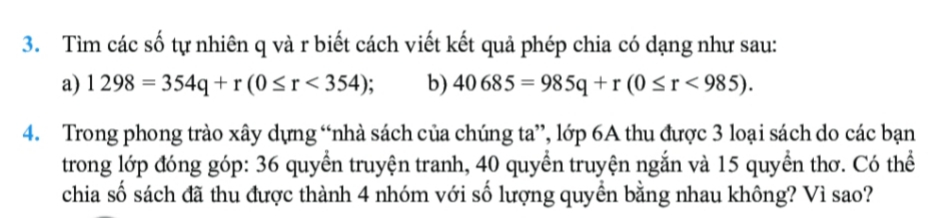 3. Tìm các số tự nhiên q và r biết cách viết kết quả phép chia có dạng như sau:
a) 1 298 = 354q + r (0 ≤ r < 354); b) 40 685 = 985q + r (0 ≤ r < 985).
4. Trong phong trào xây dựng “nhà sách của chúng ta”, lớp 6A thu được 3 loại sách do các bạn
trong lớp đóng góp: 36 quyển truyện tranh, 40 quyển truyện ngắn và 15 quyển thơ. Có thể
chia số sách đã thu được thành 4 nhóm với số lượng quyển bằng nhau không? Vì sao?